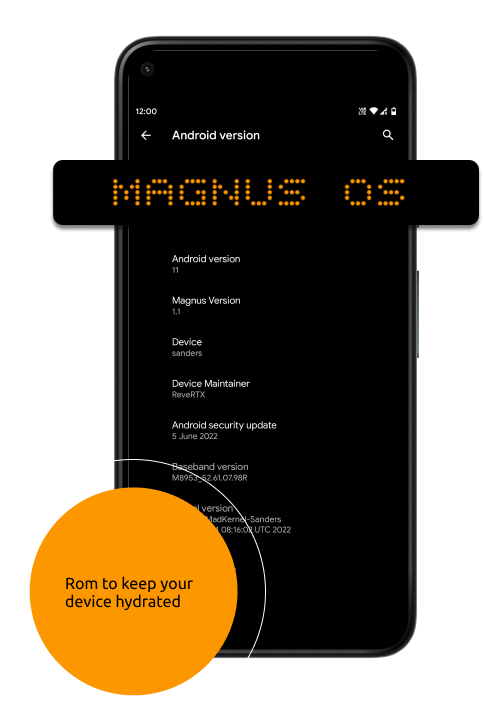 12:00
Android version
MAGNUS OS
Android version
11
Magnus Version
1.1
Device
sanders
Device Maintainer
ReveRTX
Android security update
5 June 2022
Baseband version
M8953_52.61.07.98R
version
MadKernel-Sanders
08:16:02 UTC 2022
Rom to keep your
device hydrated